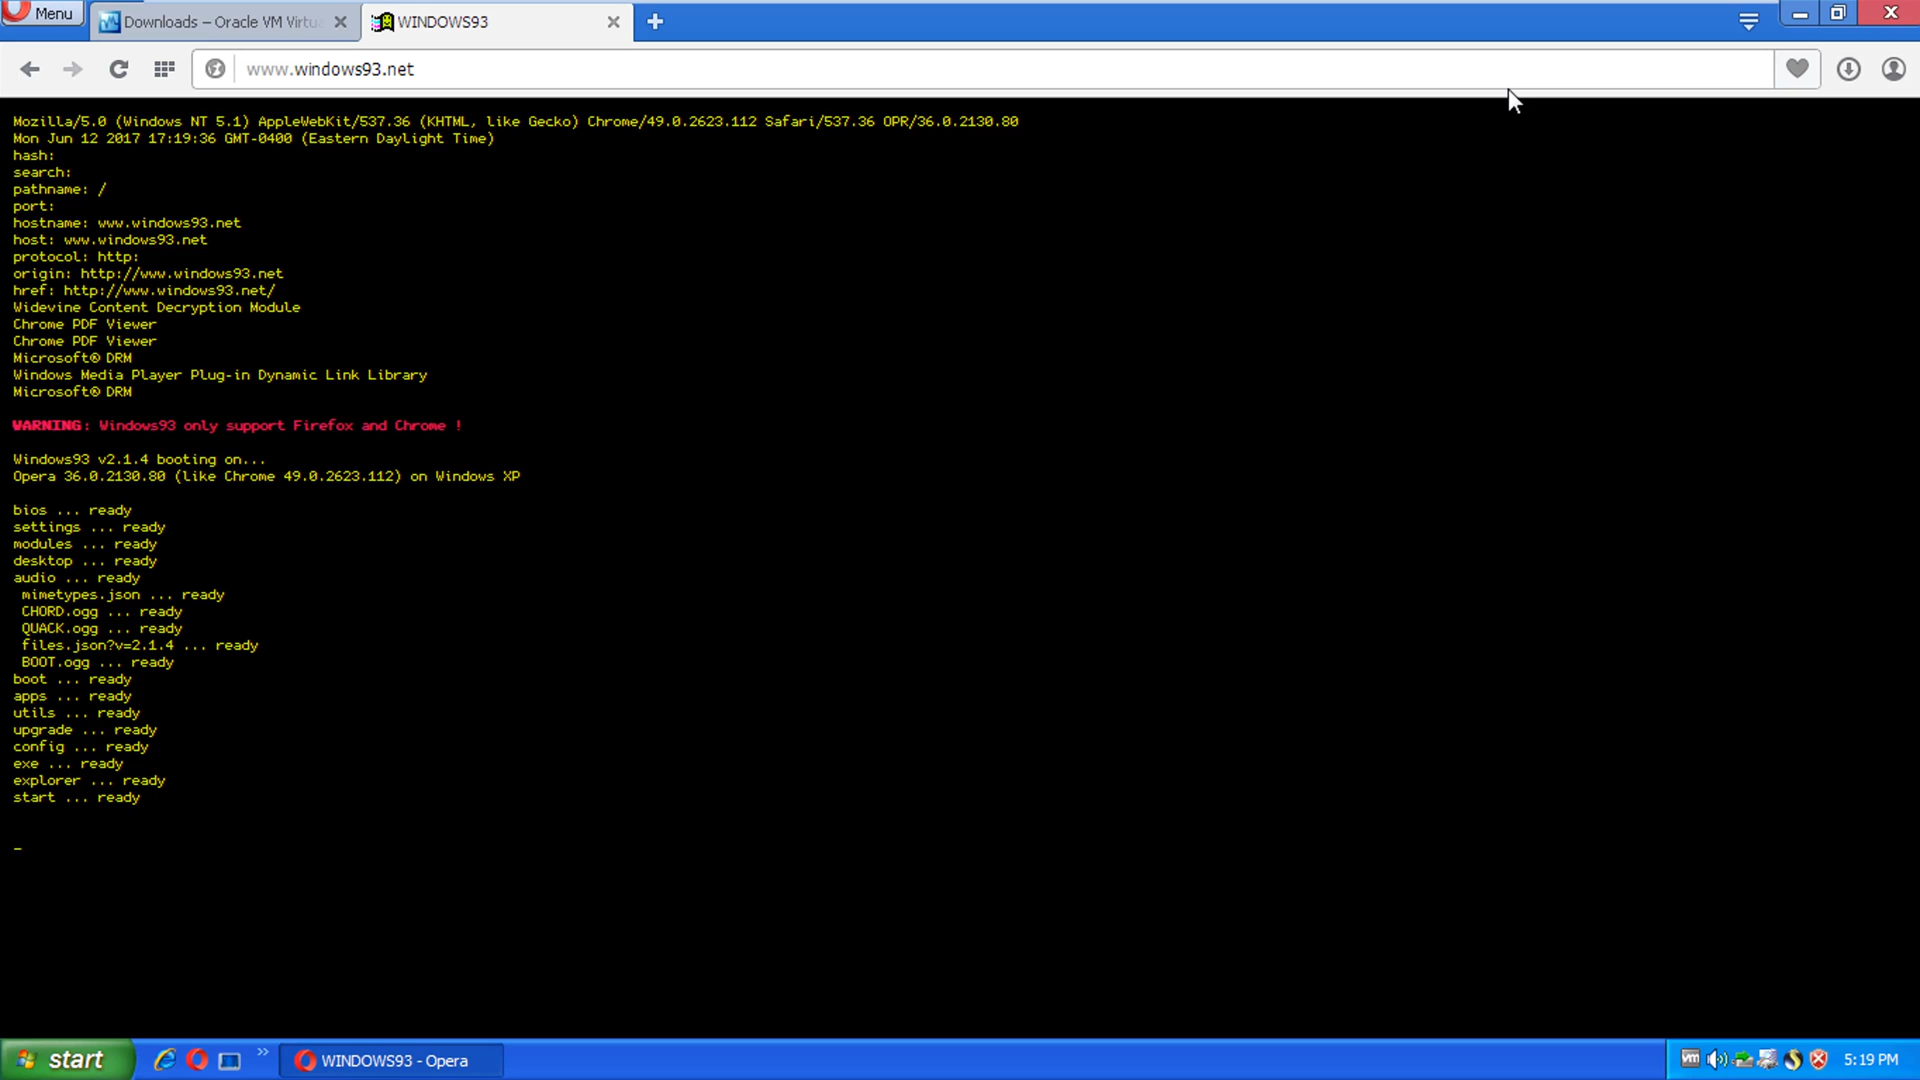 Menu
Downloads – Oracle VM Virtu
WINDOWS93
www.windows93.net
Mozilla/5.0 (Windows NT 5.1) AppleWebKit/537.36 (KHTML, like Gecko) Chrome/49.0.2623.112 Safari/537.36 OPR/36.0.2130.80
Mon Jun 12 2017 17:19:36 GMT-0400 (Eastern Daylight Time)
hash:
search:
pathname: /
port:
hostname: www.windows93.net
host: www.windows93.net
protocol: http:
origin: http://www.windows93.net
href: http://www.windows93.net/
Widevine Content Decryption Module
Chrome PDF Viewer
Chrome PDF Viewer
Microsoft® DRM
Windows Media Player Plug-in Dynamic Link Library
Microsoft® DRM
WARNING: Windows93 only support Firefox and Chrome !
Windows93 v2.1.4 booting on...
Opera 36.0.2130.80 (like Chrome 49.0.2623.112) on Windows XP
bios ... ready
settings ... ready
modules ... ready
desktop ... ready
audio ... ready
mimetypes.json ... ready
CHORD.ogg ... ready
QUACK.ogg ... ready
files.json?v=2.1.4 ... ready
BOOT.ogg ... ready
boot ... ready
apps ... ready
utils ... ready
upgrade ... ready
config ... ready
exe ... ready
explorer ... ready
start ... ready
_
start
WINDOWS93 - Opera
vm
5:19 PM